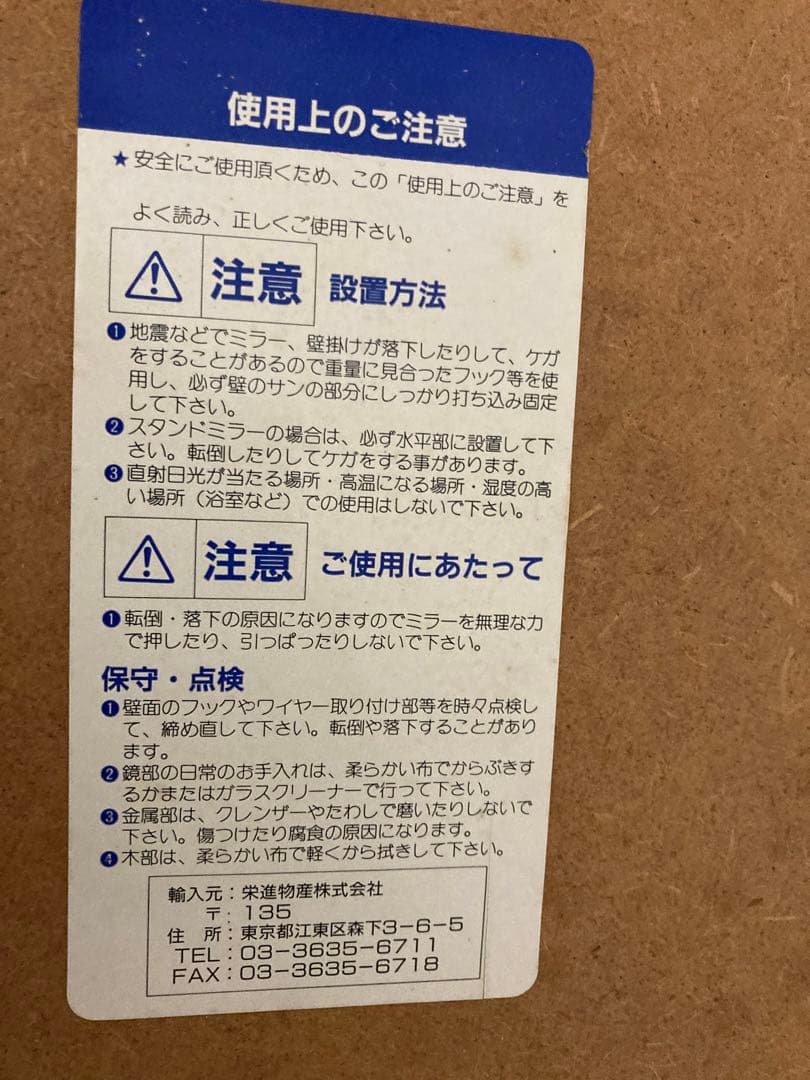 使用上のご注意
★安全にご使用頂くため、この「使用上のご注意」を
よく読み、正しくご使用下さい。
注意 設置方法
❶地震などでミラー、壁掛けが落下したりして、ケガ
をすることがあるので重量に見合ったフック等を使
用し、必ず壁のサンの部分にしっかり打ち込み固定
して下さい。
❷スタンドミラーの場合は、必ず水平部に設置して下
さい。転倒したりしてケガをする事があります。
❸直射日光が当たる場所・高温になる場所・湿度の高
い場所（浴室など）での使用はしないで下さい。
注意 ご使用にあたって
❶転倒・落下の原因になりますのでミラーを無理な力
で押したり、引っぱったりしないで下さい。
保守・点検
❶壁面のフックやワイヤー取り付け部等を時々点検し
て、締め直して下さい。転倒や落下することがあり
ます。
❷鏡部の日常のお手入れは、柔らかい布でからぶきす
るかまたはガラスクリーナーで行って下さい。
❸金属部は、クレンザーやたわしで磨いたりしないで
下さい。傷つけたり腐食の原因になります。
❹木部は、柔らかい布で軽くから拭きして下さい。
輸入元：栄進物産株式会社
〒：135
住　所：東京都江東区森下3-6-5
TEL：03-3635-6711
FAX：03-3635-6718